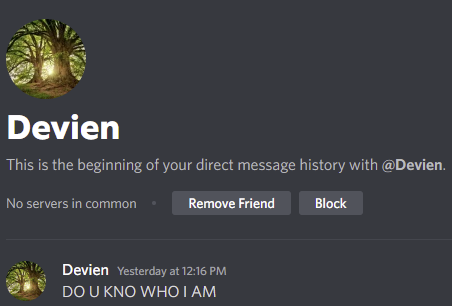 Devien
This is the beginning of your direct message history with @Devien.
No servers in common • Remove Friend Block
Devien Yesterday at 12:16 PM
DO U KNO WHO I AM